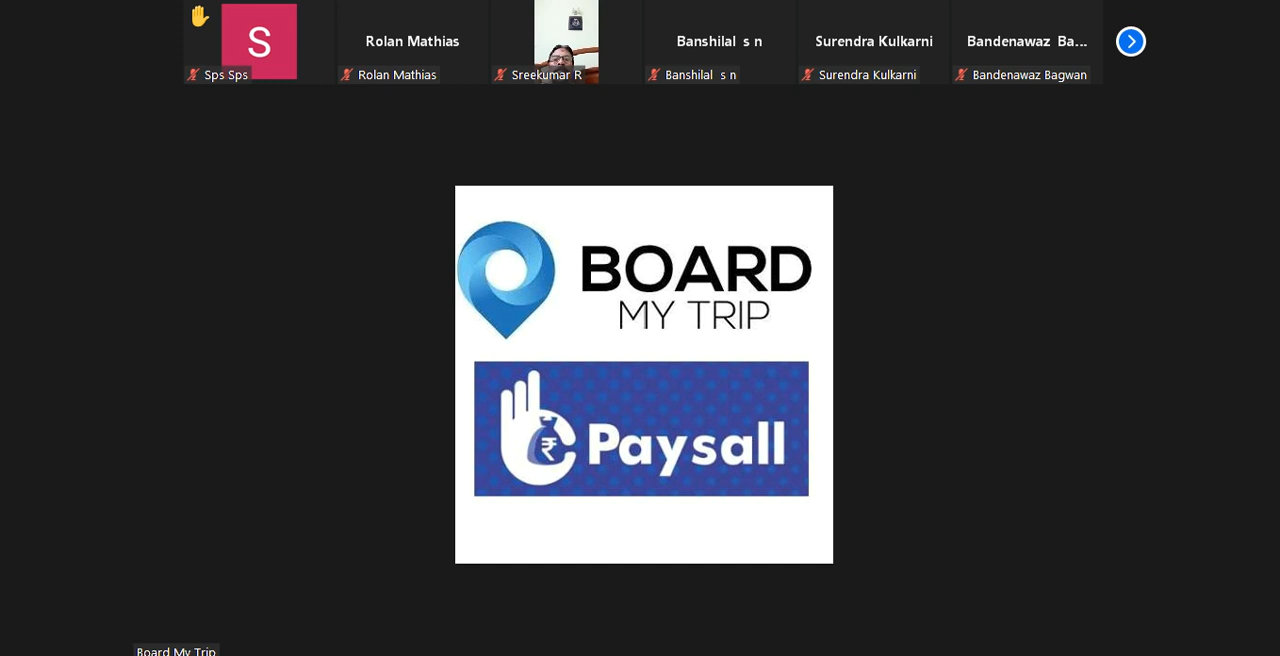 S
Rolan Mathias
Banshilal s n
Surendra Kulkarni
Bandenawaz Ba...
Sps Sps
Rolan Mathias
Sreekumar R
Banshilal s n
Surendra Kulkarni
Bandenawaz Bagwan
BOARD
MY TRIP
₹
Paysall
Board My Trip